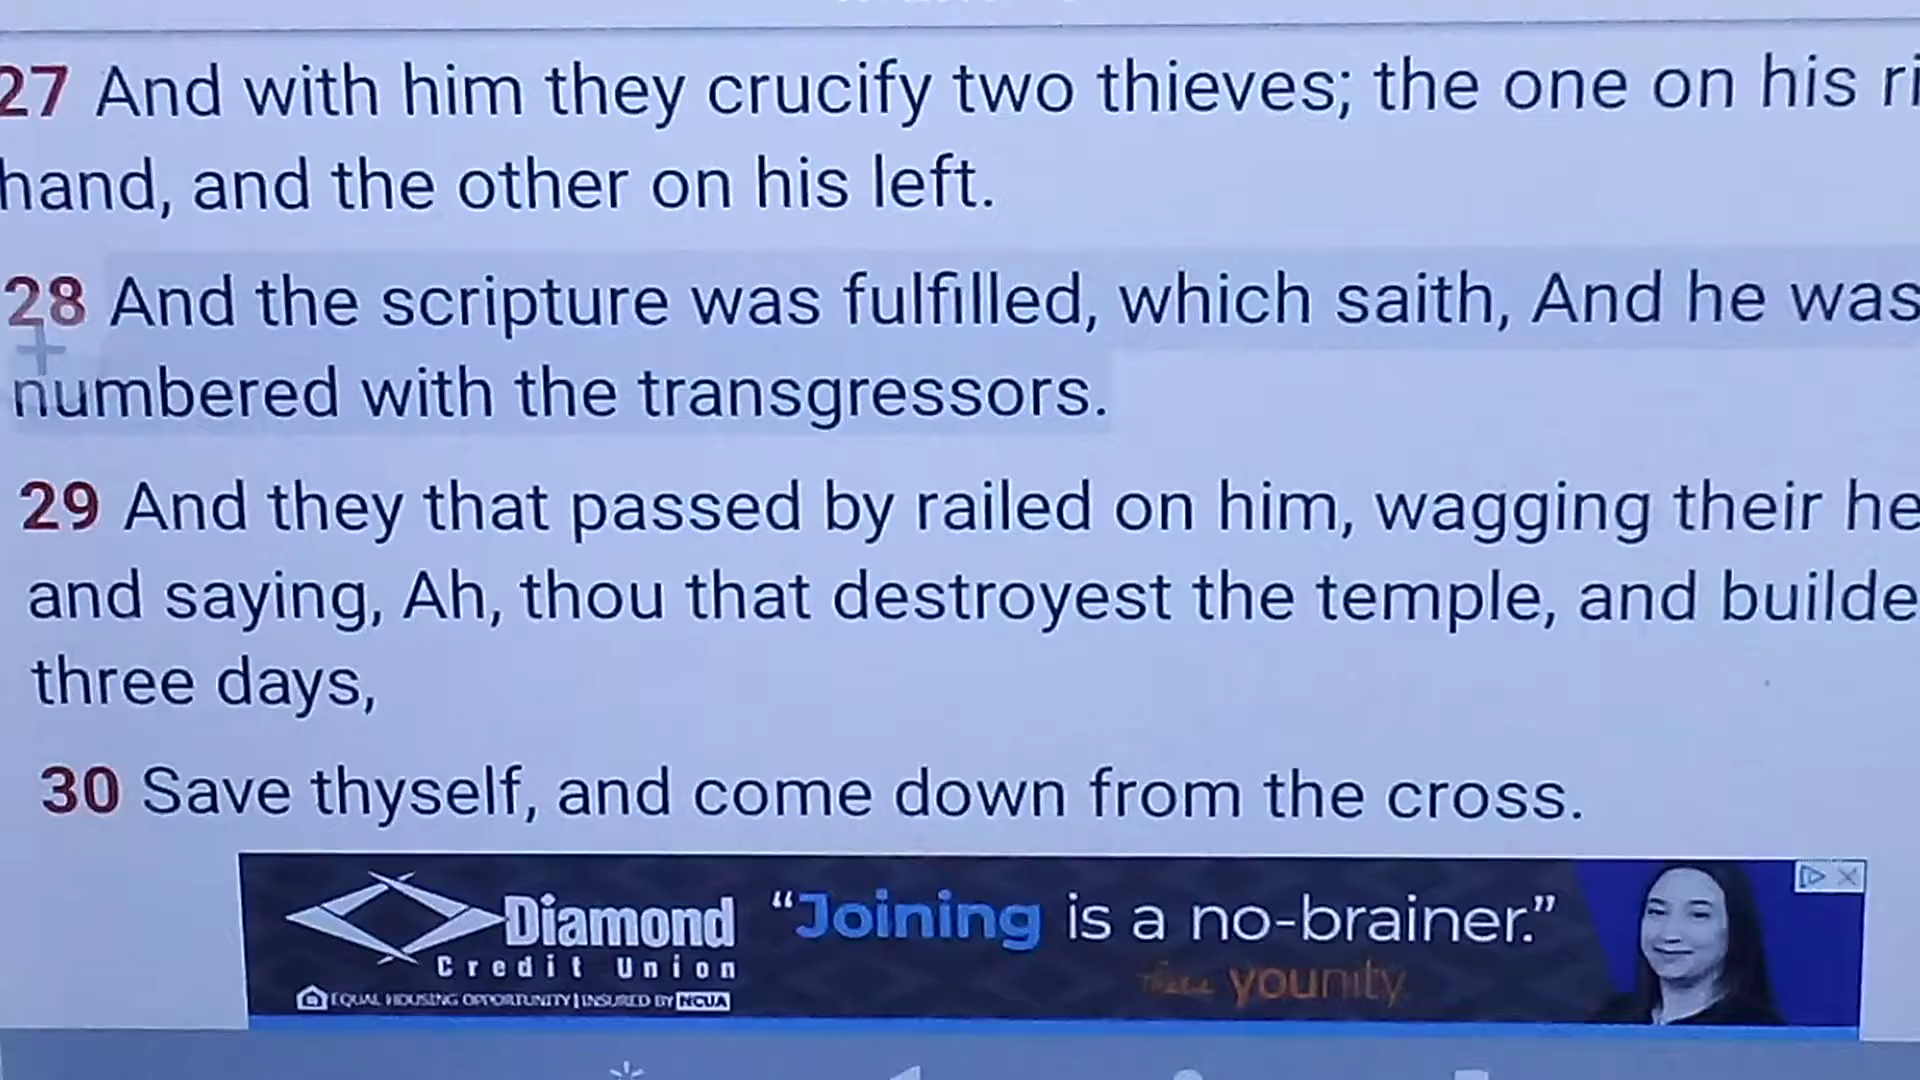 27 And with him they crucify two thieves; the one on his ri
hand, and the other on his left.
28 And the scripture was fulfilled, which saith, And he was
numbered with the transgressors.
29 And they that passed by railed on him, wagging their he
and saying, Ah, thou that destroyest the temple, and builde
three days,
30 Save thyself, and come down from the cross.
Diamond
Credit Union
EQUAL HOUSING OPPORTUNITY | INSURED BY NCUA
"Joining is a no-brainer."
younity